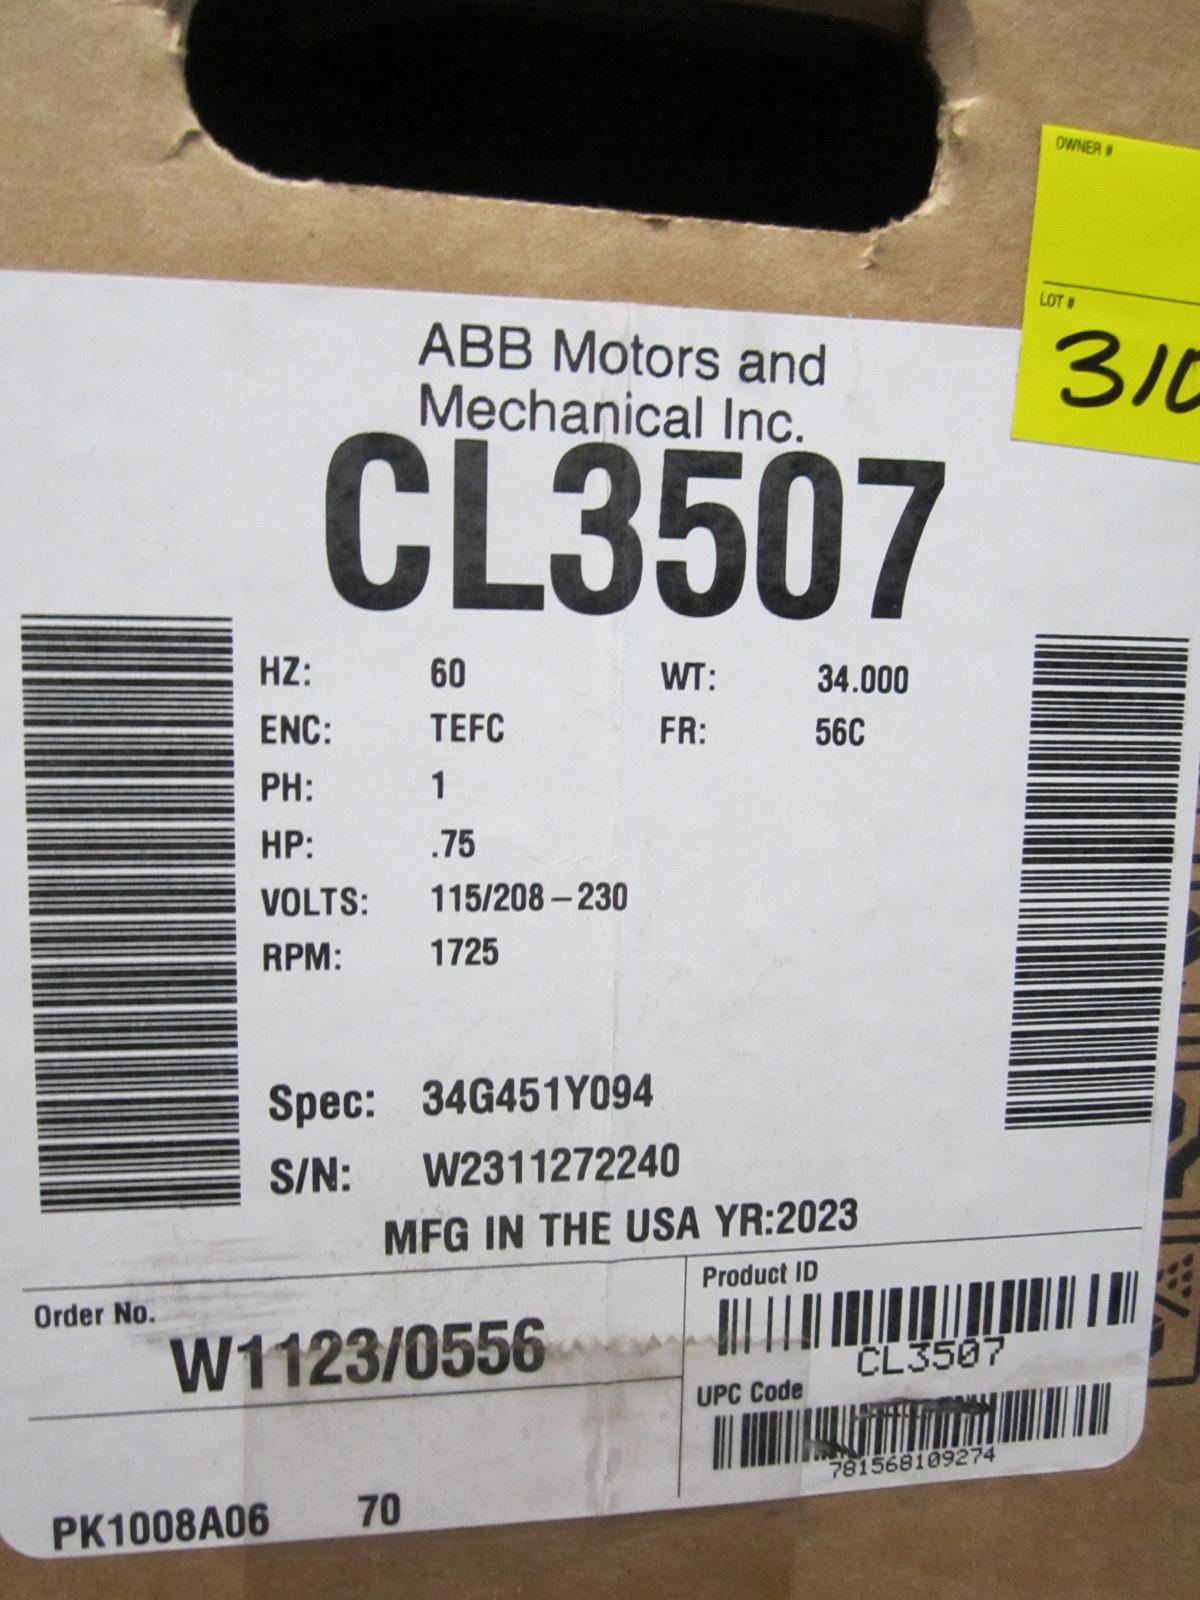 OWNER #
LOT #
310
ABB Motors and
Mechanical Inc.
CL3507
HZ: 60 WT: 34.000
ENC: TEFC FR: 56C
PH: 1
HP: .75
VOLTS: 115/208-230
RPM: 1725
Spec: 34G451Y094
S/N: W2311272240
MFG IN THE USA YR:2023
Order No.
W1123/0556
Product ID
CL3507
UPC Code
781568109274
PK1008A06 70